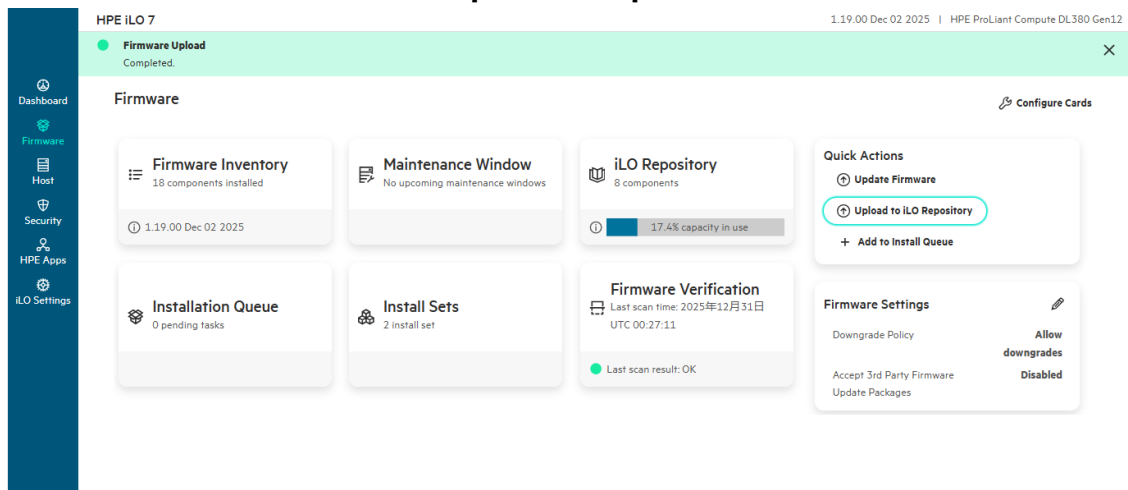 HPE iLO 7
1.19.00 Dec 02 2025 | HPE ProLiant Compute DL380 Gen12
Firmware Upload
Completed.
Dashboard
Firmware
Host
Security
HPE Apps
iLO Settings
Firmware
Configure Cards
Firmware Inventory
18 components installed
1.19.00 Dec 02 2025
Maintenance Window
No upcoming maintenance windows
iLO Repository
8 components
17.4% capacity in use
Installation Queue
0 pending tasks
Install Sets
2 install set
Firmware Verification
Last scan time: 2025年12月31日
UTC 00:27:11
Last scan result: OK
Quick Actions
Update Firmware
Upload to iLO Repository
+ Add to Install Queue
Firmware Settings
Downgrade Policy
Allow
downgrades
Accept 3rd Party Firmware
Update Packages
Disabled